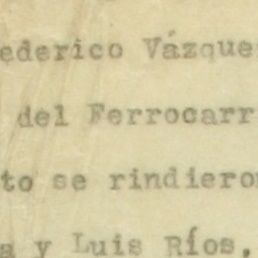 ederico Vázque
del Ferrocarr
to se rindiero
a y Luis Ríos,